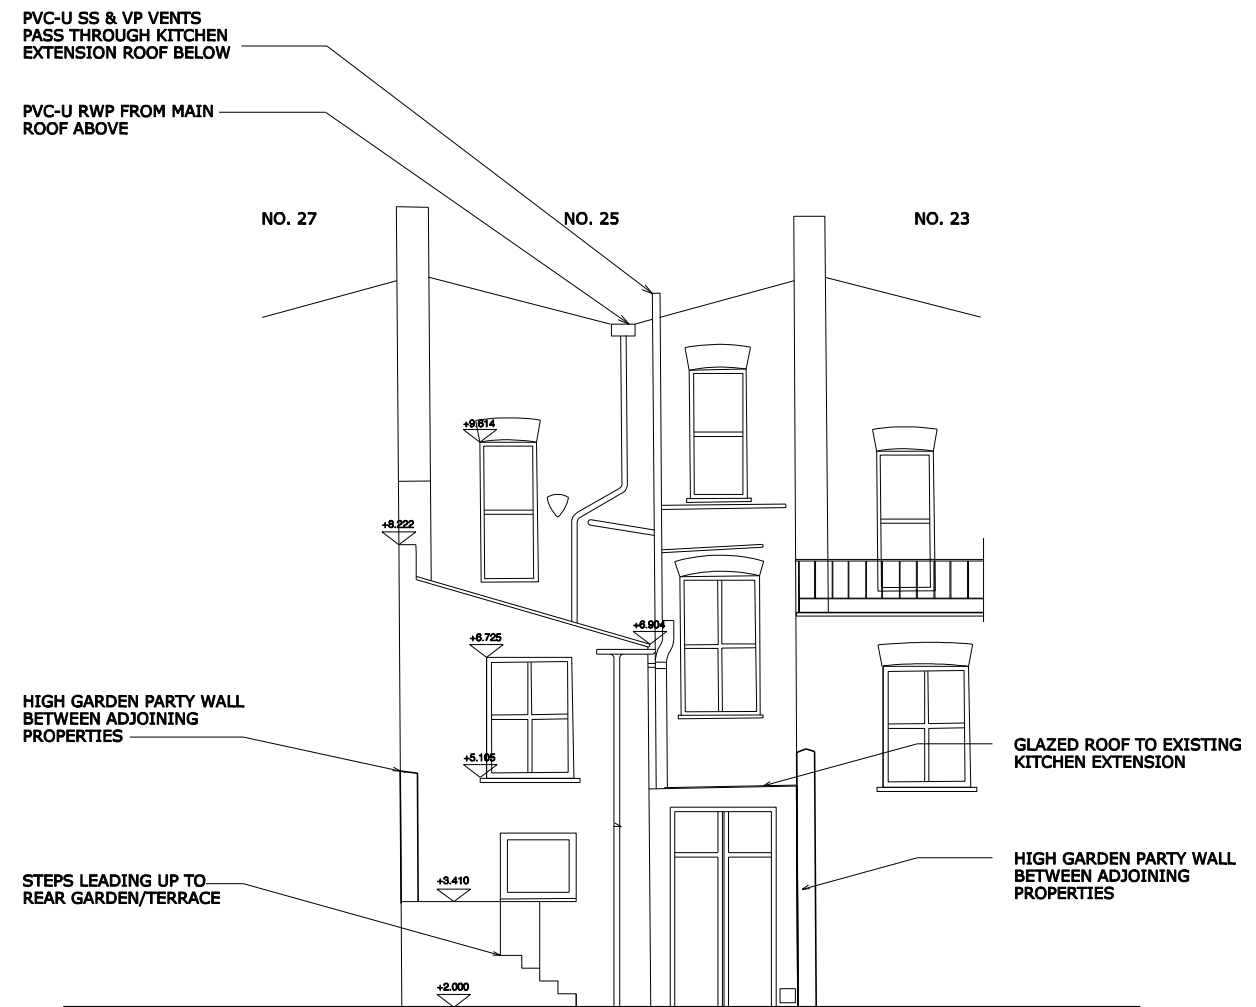 PVC-U SS & VP VENTS
PASS THROUGH KITCHEN
EXTENSION ROOF BELOW
PVC-U RWP FROM MAIN
ROOF ABOVE
NO. 27
NO. 25
NO. 23
+9.614
+8.222
+6.904
+6.725
HIGH GARDEN PARTY WALL
BETWEEN ADJOINING
PROPERTIES
+5.105
GLAZED ROOF TO EXISTING
KITCHEN EXTENSION
HIGH GARDEN PARTY WALL
BETWEEN ADJOINING
PROPERTIES
STEPS LEADING UP TO
REAR GARDEN/TERRACE
+3.410
+2.000